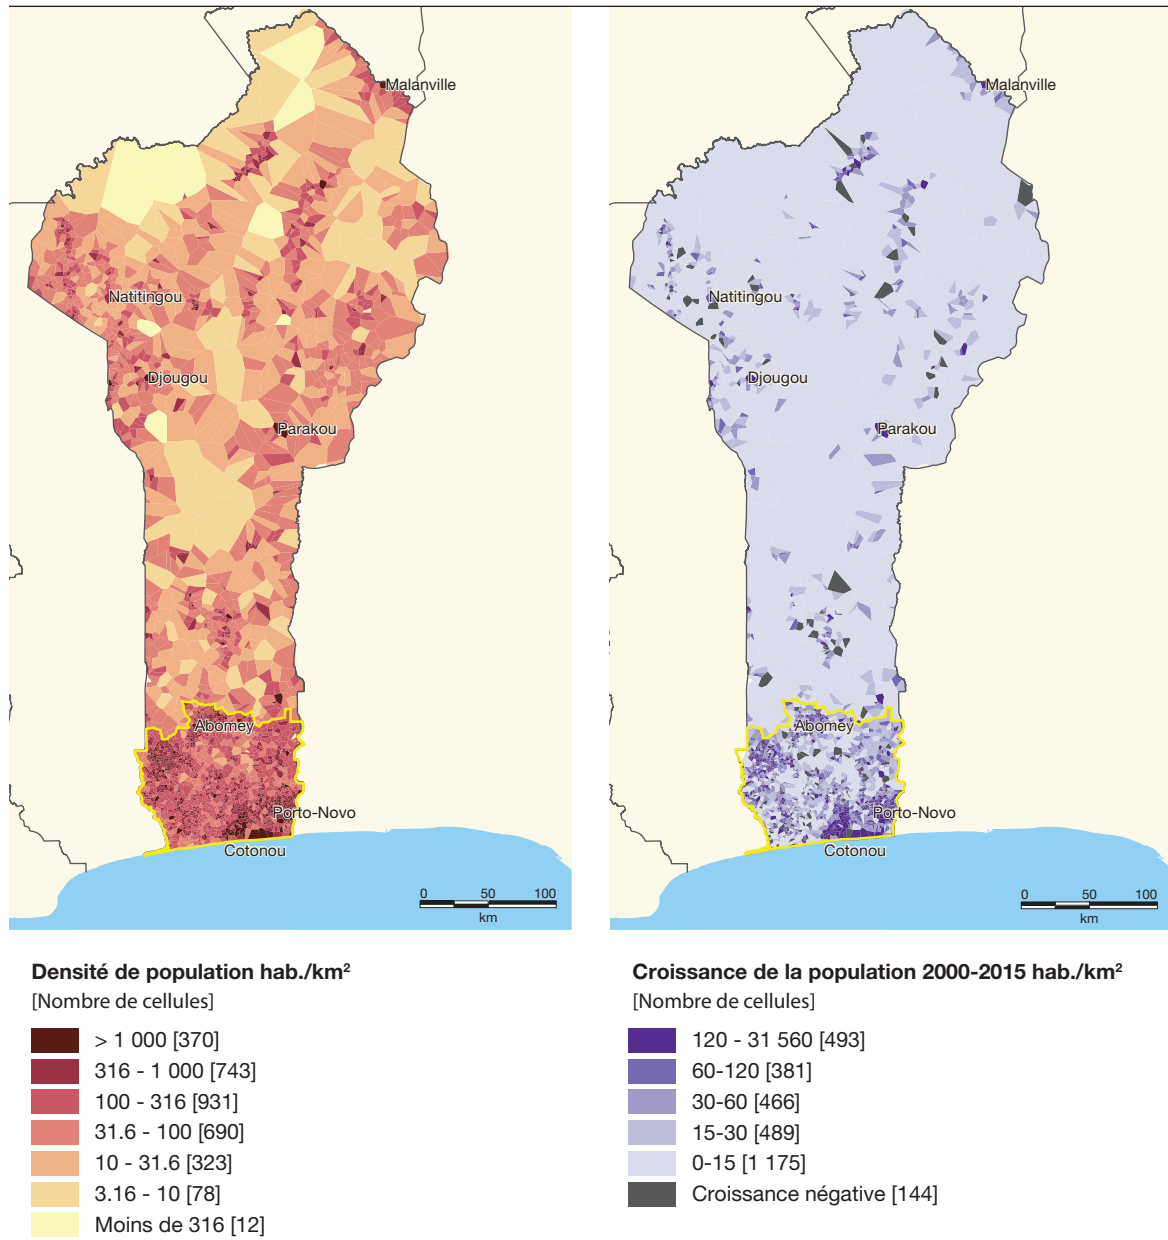 Malanville
Natitingou
Djougou
Parakou
Abomey
Porto-Novo
Cotonou
0 50 100
km
Malanville
Natitingou
Djougou
Parakou
Abomey
Porto-Novo
Cotonou
0 50 100
km
Densité de population hab./km²
[Nombre de cellules]
> 1 000 [370]
316 - 1 000 [743]
100 - 316 [931]
31.6 - 100 [690]
10 - 31.6 [323]
3.16 - 10 [78]
Moins de 316 [12]
Croissance de la population 2000-2015 hab./km²
[Nombre de cellules]
120 - 31 560 [493]
60-120 [381]
30-60 [466]
15-30 [489]
0-15 [1 175]
Croissance négative [144]